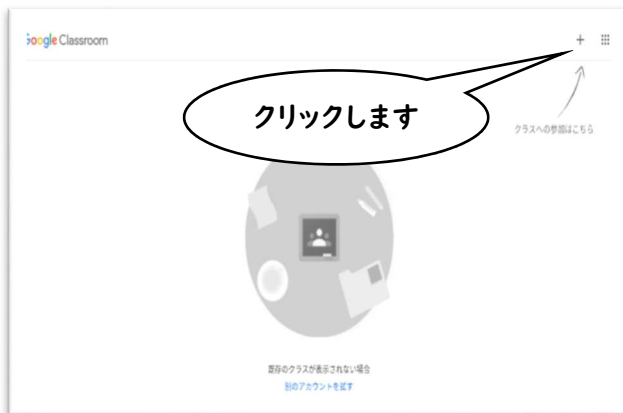 Google Classroom
+
クリックします
クラスへの参加はこちら
既存のクラスが表示されない場合
別のアカウントを試す